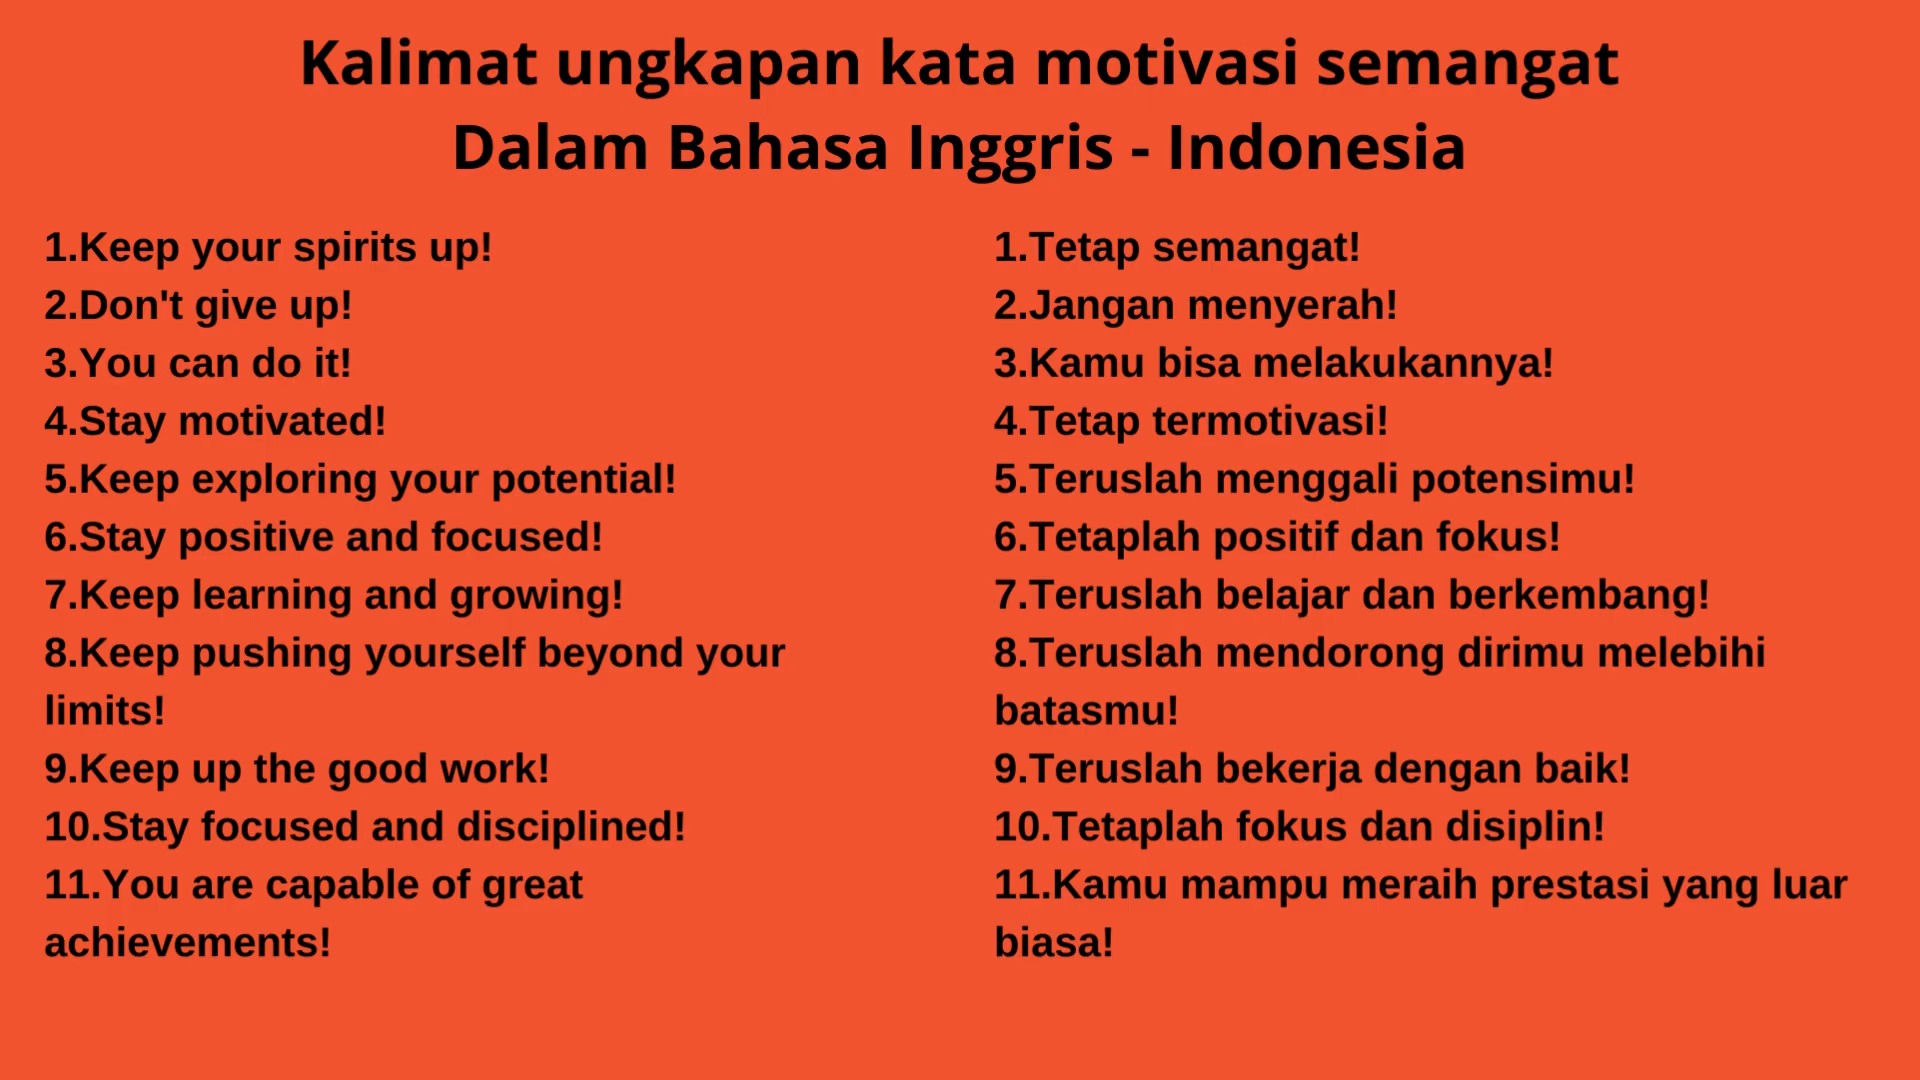 Kalimat ungkapan kata motivasi semangat
Dalam Bahasa Inggris - Indonesia
1.Keep your spirits up!
2.Don't give up!
3.You can do it!
4.Stay motivated!
5.Keep exploring your potential!
6.Stay positive and focused!
7.Keep learning and growing!
8.Keep pushing yourself beyond your
limits!
9.Keep up the good work!
10.Stay focused and disciplined!
11.You are capable of great
achievements!
1.Tetap semangat!
2.Jangan menyerah!
3.Kamu bisa melakukannya!
4.Tetap termotivasi!
5.Teruslah menggali potensimu!
6.Tetaplah positif dan fokus!
7.Teruslah belajar dan berkembang!
8.Teruslah mendorong dirimu melebihi
batasmu!
9.Teruslah bekerja dengan baik!
10.Tetaplah fokus dan disiplin!
11.Kamu mampu meraih prestasi yang luar
biasa!